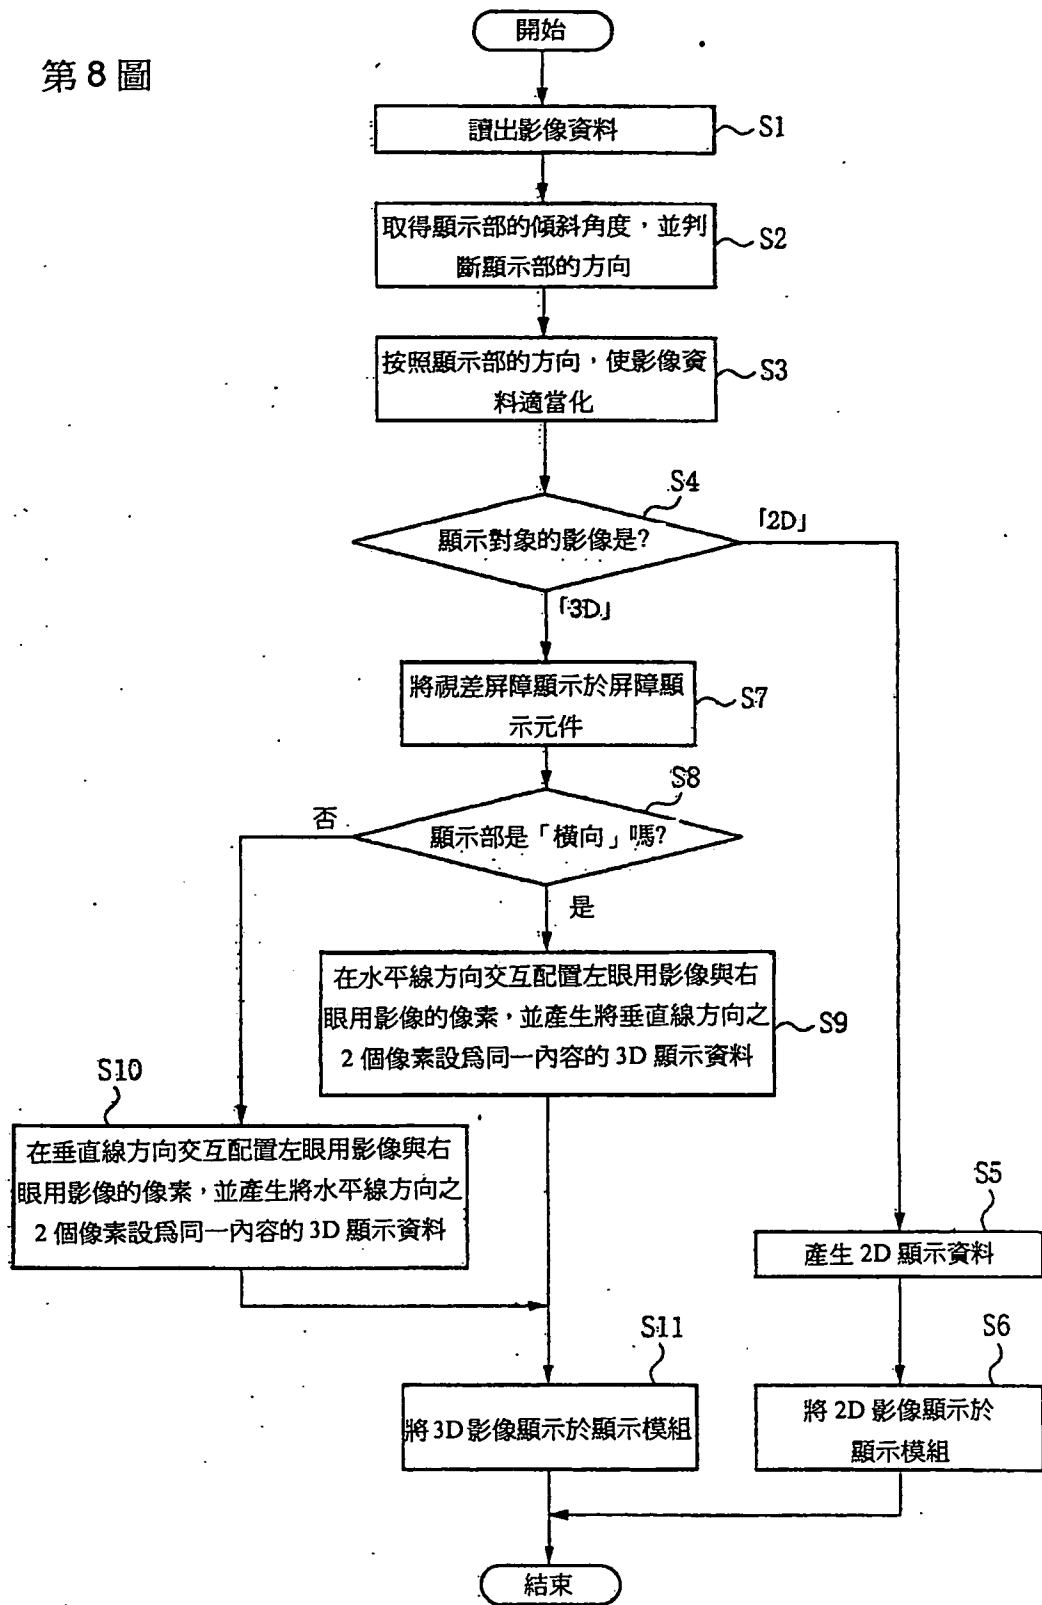 第8圖
開始
讀出影像資料
S1
取得顯示部的傾斜角度，並判
斷顯示部的方向
S2
按照顯示部的方向，使影像資
料適當化
S3
S4
顯示對象的影像是?
「2D」
「3D」
將視差屏障顯示於屏障顯
示元件
S7
S8
否
顯示部是「橫向」嗎?
是
在水平線方向交互配置左眼用影像與右
眼用影像的像素，並產生將垂直線方向之
2個像素設爲同一內容的3D顯示資料
S9
S10
在垂直線方向交互配置左眼用影像與右
眼用影像的像素，並產生將水平線方向之
2個像素設爲同一內容的3D顯示資料
S5
產生2D顯示資料
S11
將3D影像顯示於顯示模組
S6
將2D影像顯示於
顯示模組
結束